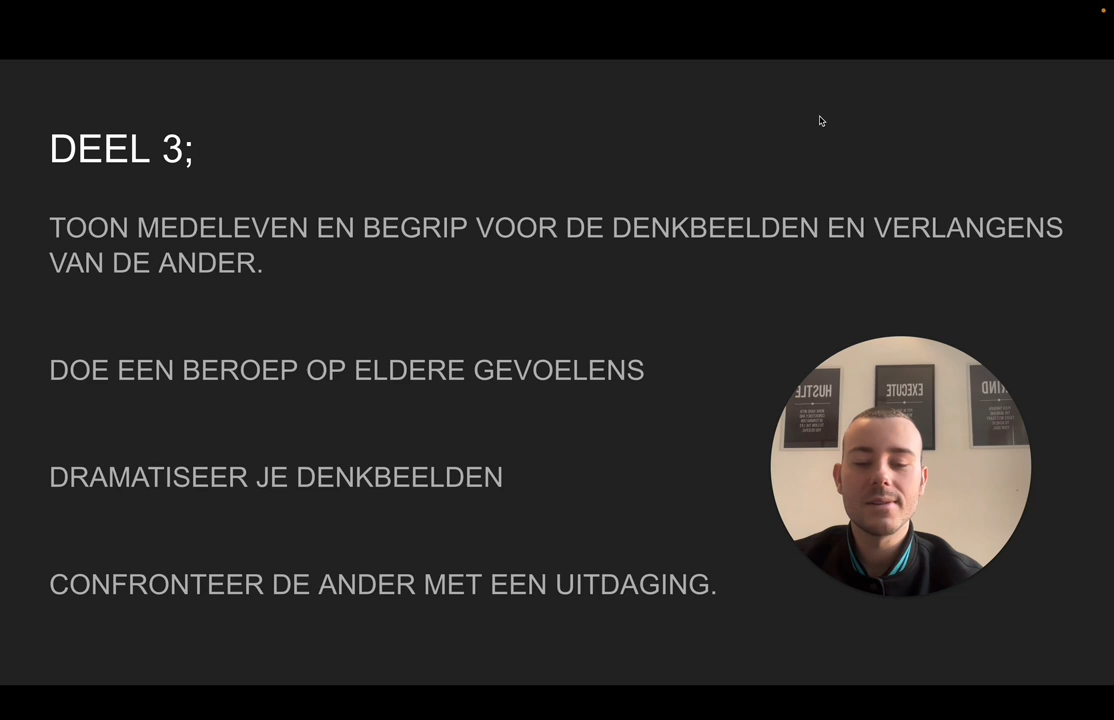 DEEL 3;
TOON MEDELEVEN EN BEGRIP VOOR DE DENKBEELDEN EN VERLANGENS
VAN DE ANDER.
DOE EEN BEROEP OP ELDERE GEVOELENS
DRAMATISEER JE DENKBEELDEN
CONFRONTEER DE ANDER MET EEN UITDAGING.
HUSTLE
EXECUTE